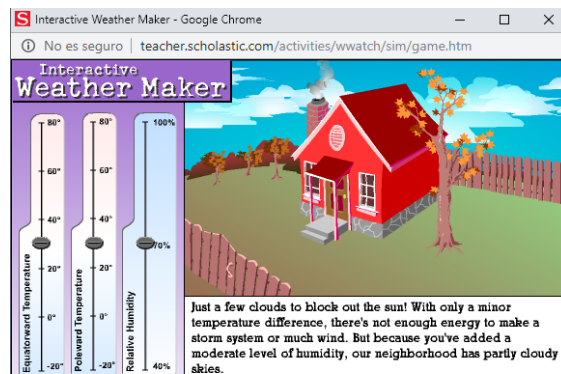 Interactive Weather Maker - Google Chrome
No es seguro | teacher.scholastic.com/activities/wwatch/sim/game.htm
Interactive
Weather Maker
80° 80° 100%
60° 60°
40° 40°
70%
20° 20°
0° 0°
-20° -20° 40%
Equatorward Temperature
Poleward Temperature
Relative Humidity
Just a few clouds to block out the sun! With only a minor
temperature difference, there's not enough energy to make a
storm system or much wind. But because you've added a
moderate level of humidity, our neighborhood has partly cloudy
skies.